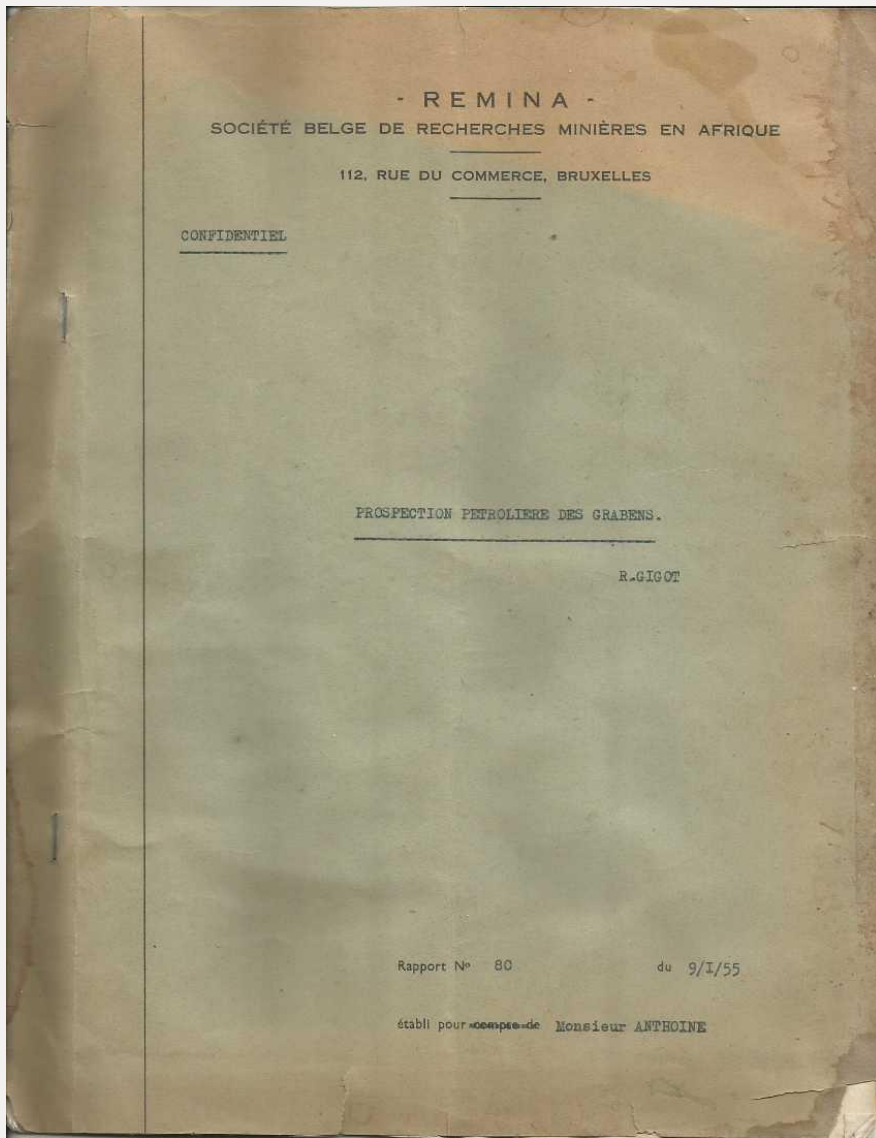 - REMINA -
SOCIÉTÉ BELGE DE RECHERCHES MINIÈRES EN AFRIQUE
112, RUE DU COMMERCE, BRUXELLES
CONFIDENTIEL
PROSPECTION PETROLIERE DES GRABENS.
R.GIGOT
Rapport Nº 80 du 9/I/55
établi pour compte de Monsieur ANTHOINE